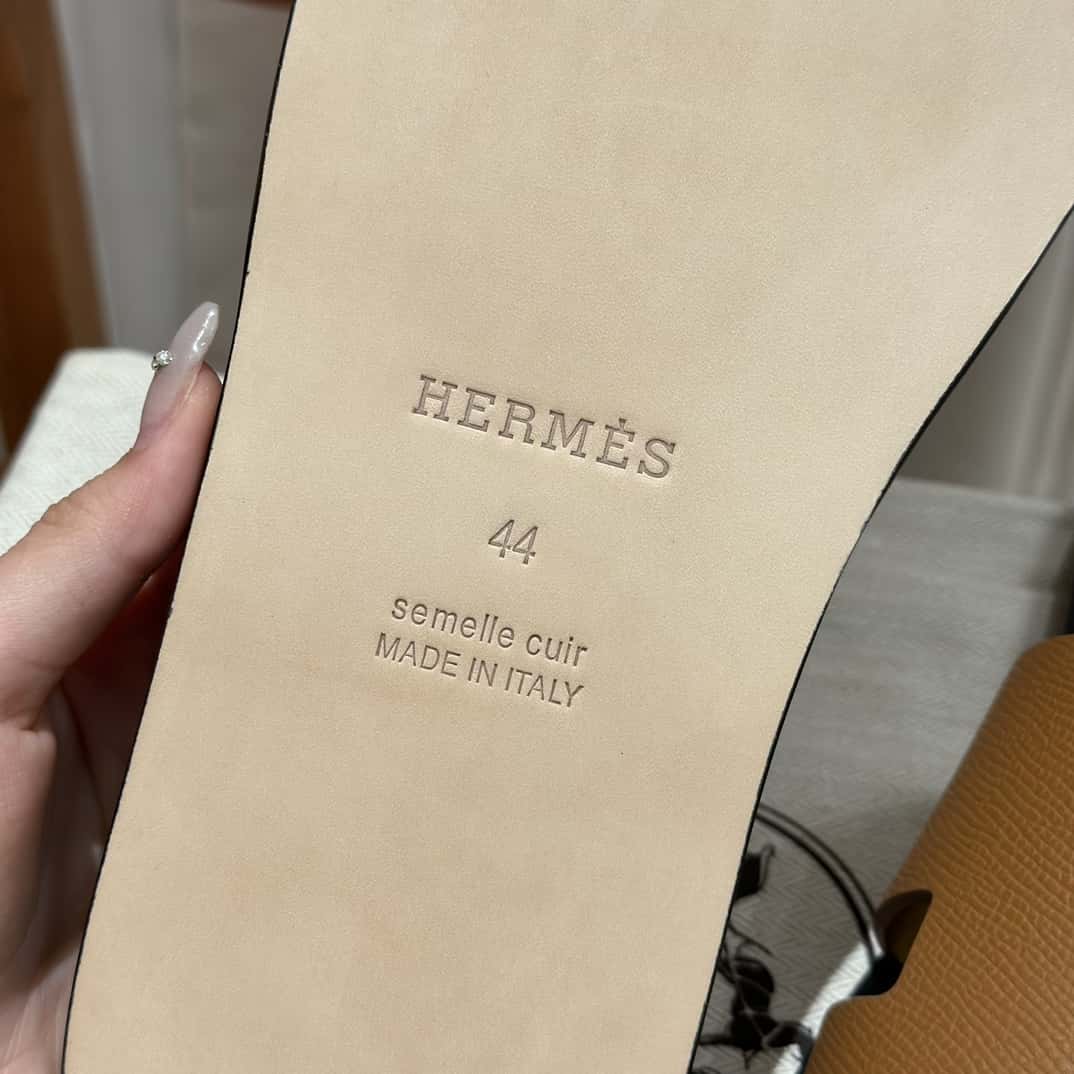 HERMÈS
44
semelle cuir
MADE IN ITALY